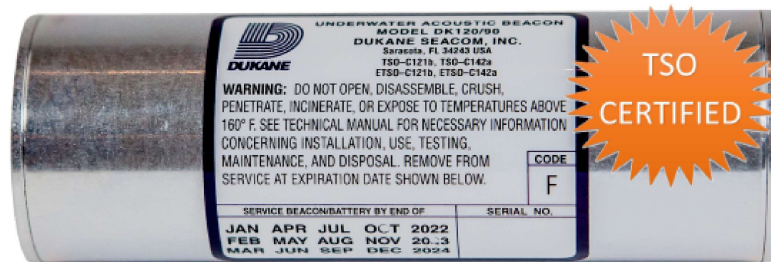 UNDERWATER ACOUSTIC BEACON
MODEL DK120/90
DUKANE SEACOM, INC.
Sarasota, FL 34243 USA
TSO-C121b, TSO-C142a
ETSO-C121b, ETSO-C142a
DUKANE
WARNING: DO NOT OPEN, DISASSEMBLE, CRUSH,
PENETRATE, INCINERATE, OR EXPOSE TO TEMPERATURES ABOVE
160° F. SEE TECHNICAL MANUAL FOR NECESSARY INFORMATION
CONCERNING INSTALLATION, USE, TESTING,
MAINTENANCE, AND DISPOSAL. REMOVE FROM
SERVICE AT EXPIRATION DATE SHOWN BELOW.
CODE
F
SERVICE BEACON/BATTERY BY END OF
SERIAL NO.
JAN APR JUL OCT 2022
FEB MAY AUG NOV 2023
MAR JUN SEP DEC 2024
TSO
CERTIFIED